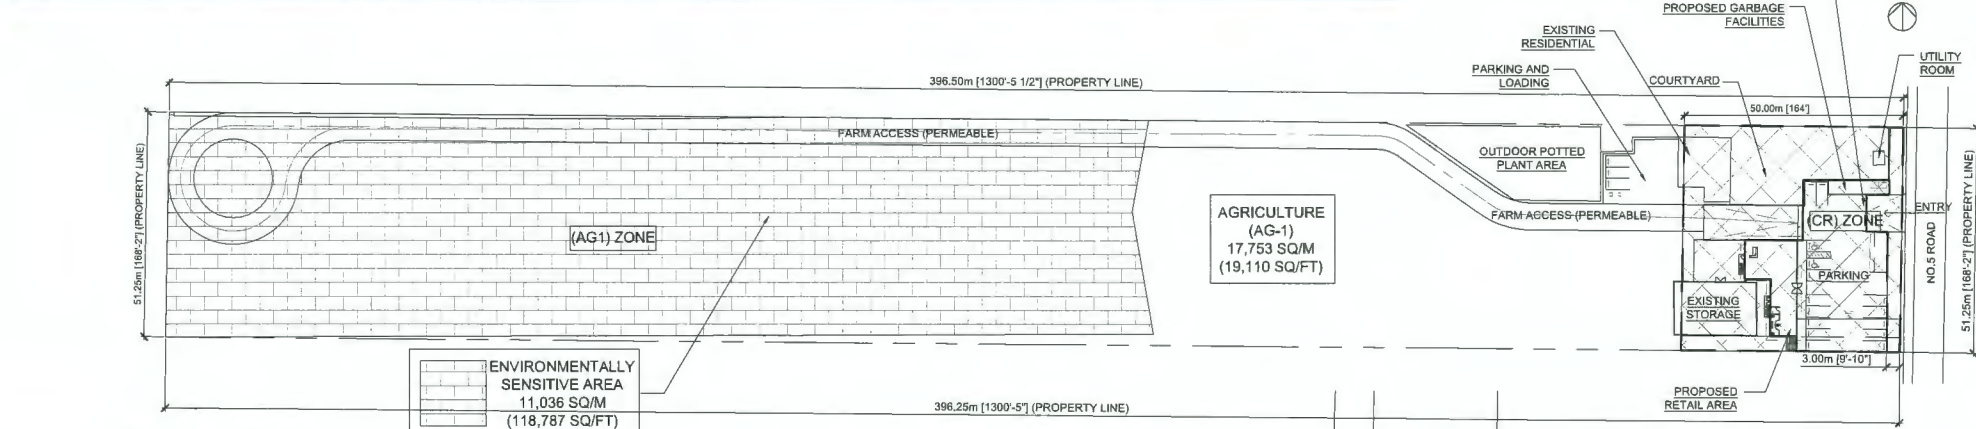 PROPOSED GARBAGE
FACILITIES
EXISTING
RESIDENTIAL
UTILITY
ROOM
PARKING AND
LOADING
COURTYARD
396.50m [1300'-5 1/2"] (PROPERTY LINE)
50.00m [164']
FARM ACCESS (PERMEABLE)
OUTDOOR POTTED
PLANT AREA
51.25m [168'-2"] (PROPERTY LINE)
AGRICULTURE
(AG-1)
17,753 SQ/M
(19,110 SQ/FT)
FARM ACCESS (PERMEABLE)
(CR) ZONE
ENTRY
(AG1) ZONE
NO.5 ROAD
51.25m [168'-2"] (PROPERTY LINE)
PARKING
EXISTING
STORAGE
ENVIRONMENTALLY
SENSITIVE AREA
11,036 SQ/M
(118,787 SQ/FT)
3.00m [9'-10"]
PROPOSED
RETAIL AREA
396.25m [1300'-5"] (PROPERTY LINE)